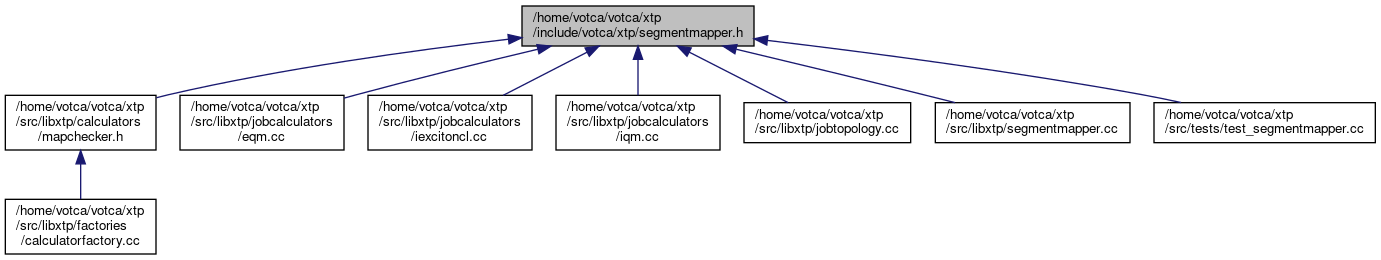 /home/votca/votca/xtp
/include/votca/xtp/segmentmapper.h
/home/votca/votca/xtp
/src/libxtp/calculators
/mapchecker.h
/home/votca/votca/xtp
/src/libxtp/jobcalculators
/eqm.cc
/home/votca/votca/xtp
/src/libxtp/jobcalculators
/iexcitoncl.cc
/home/votca/votca/xtp
/src/libxtp/jobcalculators
/iqm.cc
/home/votca/votca/xtp
/src/libxtp/jobtopology.cc
/home/votca/votca/xtp
/src/libxtp/segmentmapper.cc
/home/votca/votca/xtp
/src/tests/test_segmentmapper.cc
/home/votca/votca/xtp
/src/libxtp/factories
/calculatorfactory.cc